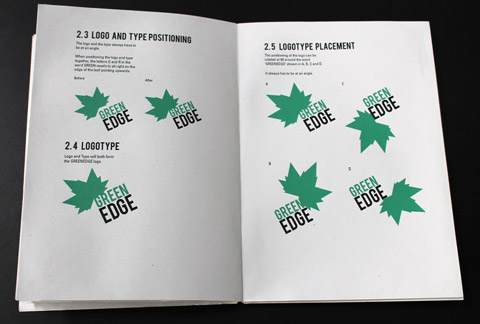 2.3 LOGO AND TYPE POSITIONING
The logo and the type always have to
be at an angle.
When positioning the logo and type
together, the letters E and N in the
word GREEN needs to sit right on the
edge of the leaf pointing upwards.
Before
After
GREEN
EDGE
GREEN
EDGE
2.4 LOGOTYPE
Logo and Type will both form
the GREENEDGE logo.
GREEN
EDGE
2.5 LOGOTYPE PLACEMENT
The positioning of the logo can be
rotated at 90 around the word
'GREENEDGE' shown in A, B, C and D.
It always has to be at an angle.
A
GREEN
EDGE
C
GREEN
EDGE
B
GREEN
EDGE
D
GREEN
EDGE